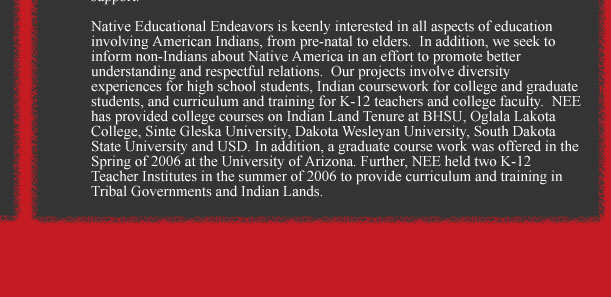 support.
Native Educational Endeavors is keenly interested in all aspects of education
involving American Indians, from pre-natal to elders.  In addition, we seek to
inform non-Indians about Native America in an effort to promote better
understanding and respectful relations.  Our projects involve diversity
experiences for high school students, Indian coursework for college and graduate
students, and curriculum and training for K-12 teachers and college faculty.  NEE
has provided college courses on Indian Land Tenure at BHSU, Oglala Lakota
College, Sinte Gleska University, Dakota Wesleyan University, South Dakota
State University and USD. In addition, a graduate course work was offered in the
Spring of 2006 at the University of Arizona. Further, NEE held two K-12
Teacher Institutes in the summer of 2006 to provide curriculum and training in
Tribal Governments and Indian Lands.